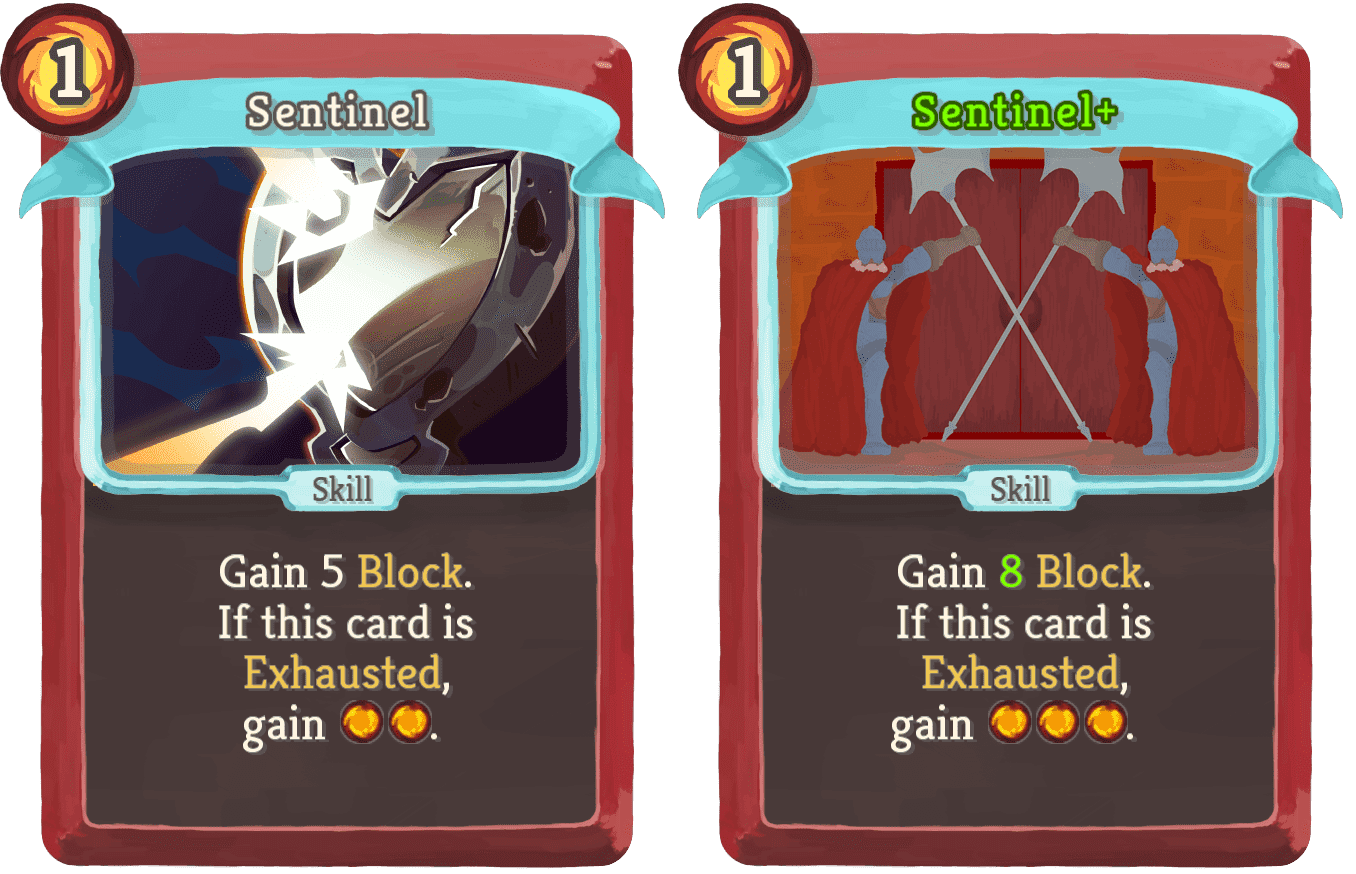 1
Sentinel
Skill
Gain 5 Block.
If this card is
Exhausted,
gain .
1
Sentinel+
Skill
Gain 8 Block.
If this card is
Exhausted,
gain .